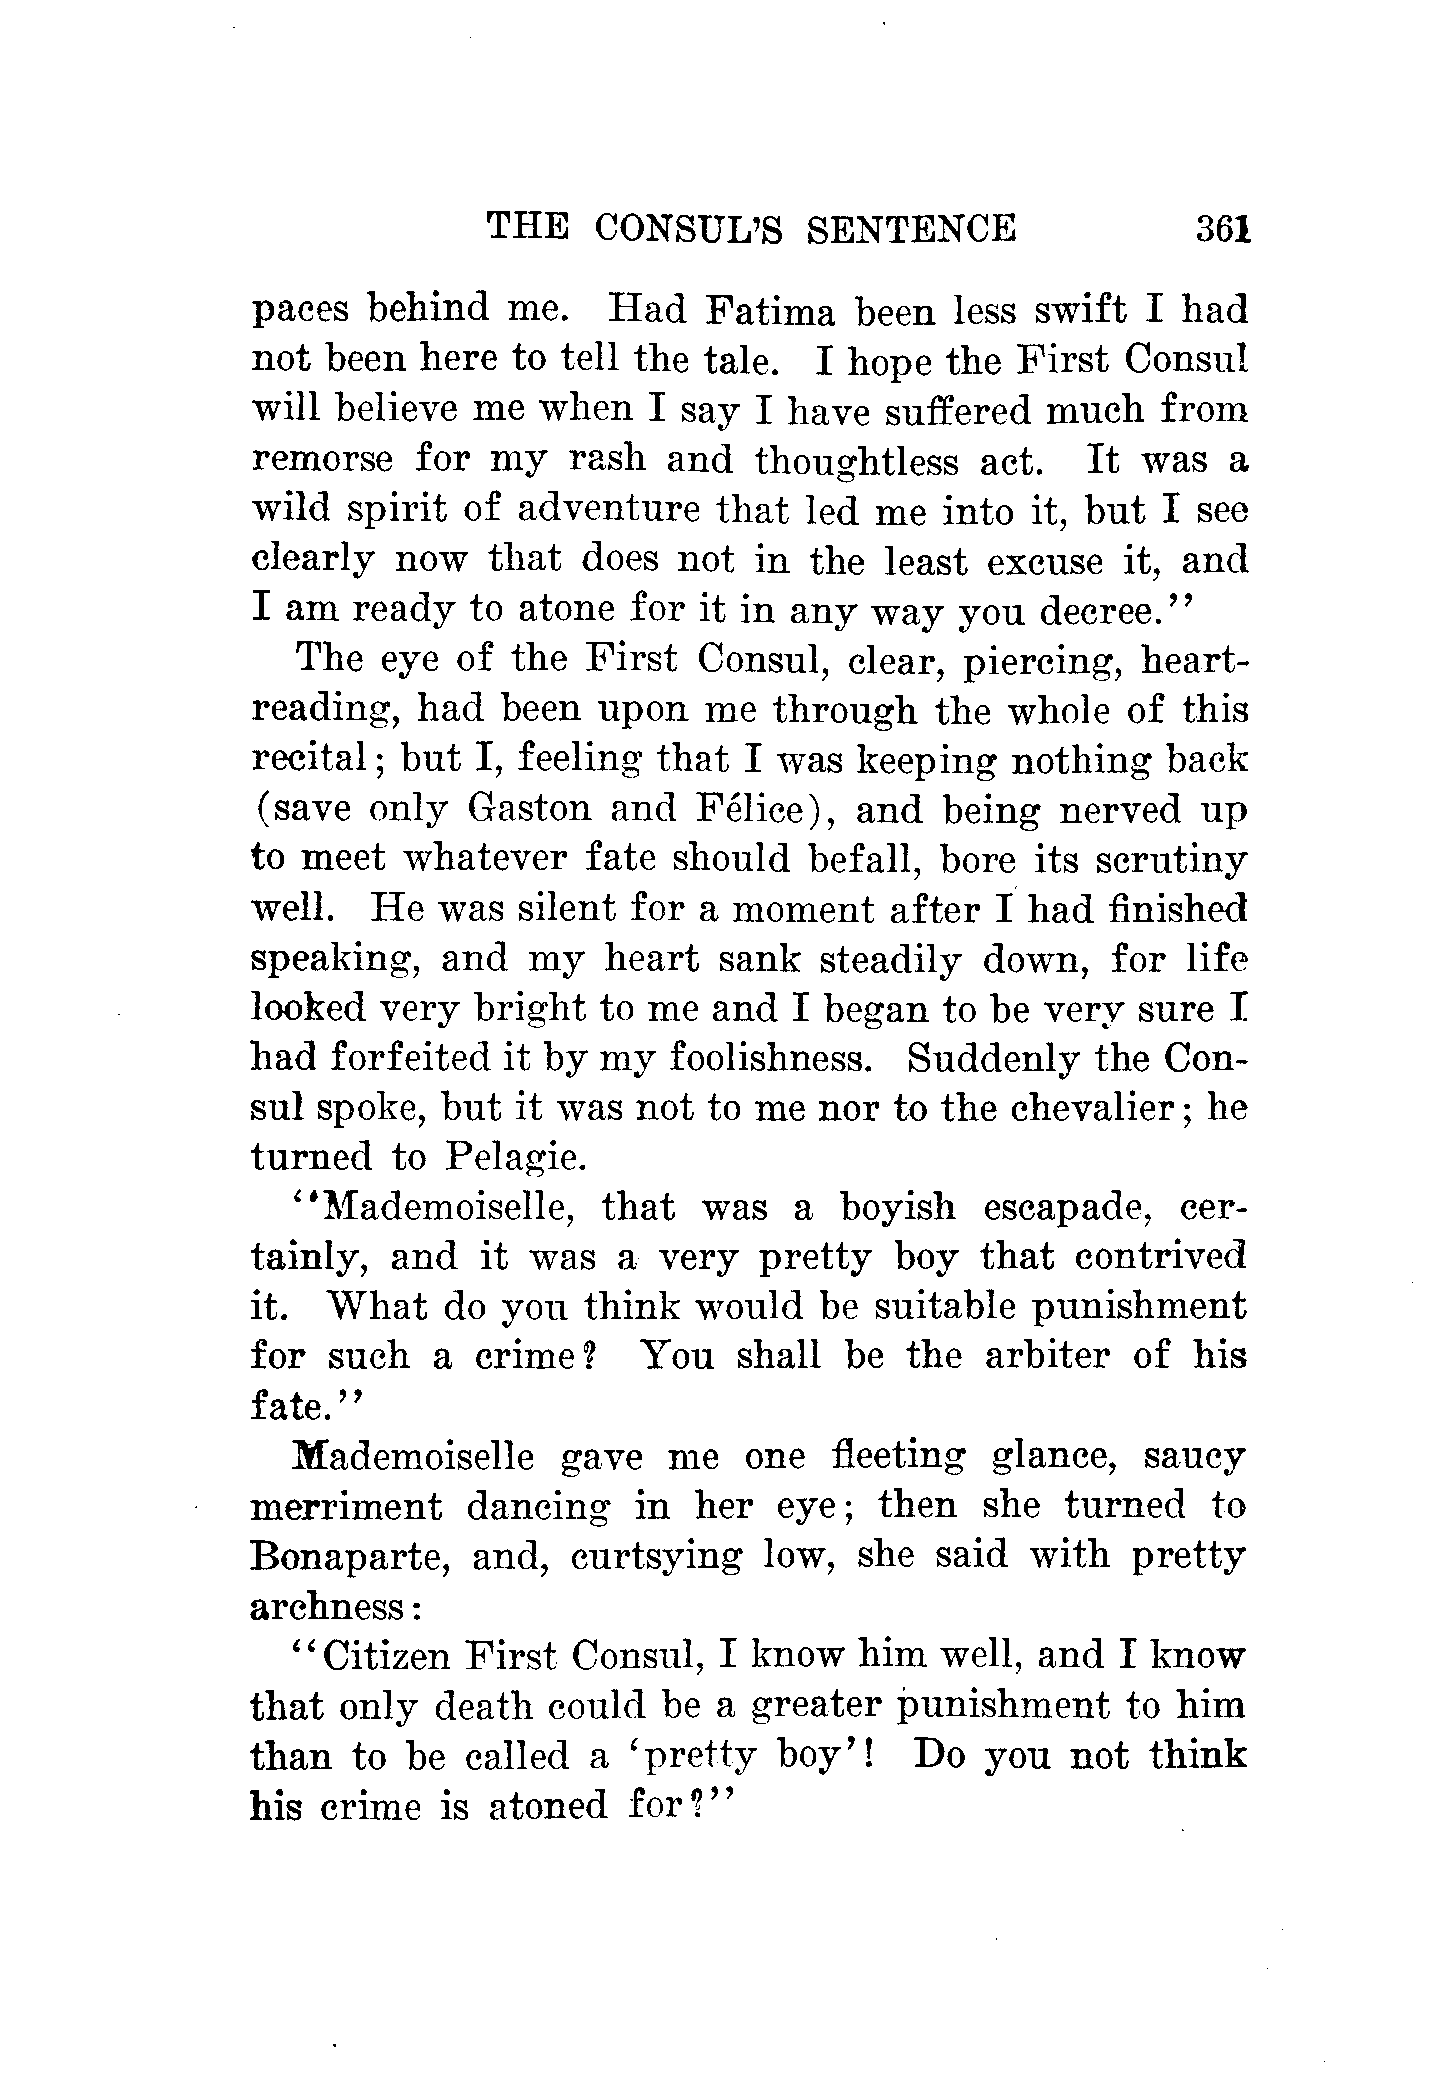 THE CONSUL'S SENTENCE 361
paces behind me. Had Fatima been less swift I had
not been here to tell the tale. I hope the First Consul
will believe me when I say I have suffered much from
remorse for my rash and thoughtless act. It was a
wild spirit of adventure that led me into it, but I see
clearly now that does not in the least excuse it, and
I am ready to atone for it in any way you decree."
The eye of the First Consul, clear, piercing, heart-
reading, had been upon me through the whole of this
recital; but I, feeling that I was keeping nothing back
(save only Gaston and Félice), and being nerved up
to meet whatever fate should befall, bore its scrutiny
well. He was silent for a moment after I had finished
speaking, and my heart sank steadily down, for life
looked very bright to me and I began to be very sure I
had forfeited it by my foolishness. Suddenly the Con-
sul spoke, but it was not to me nor to the chevalier; he
turned to Pelagie.
"Mademoiselle, that was a boyish escapade, cer-
tainly, and it was a very pretty boy that contrived
it. What do you think would be suitable punishment
for such a crime? You shall be the arbiter of his
fate."
Mademoiselle gave me one fleeting glance, saucy
merriment dancing in her eye; then she turned to
Bonaparte, and, curtsying low, she said with pretty
archness:
"Citizen First Consul, I know him well, and I know
that only death could be a greater punishment to him
than to be called a 'pretty boy'! Do you not think
his crime is atoned for?"